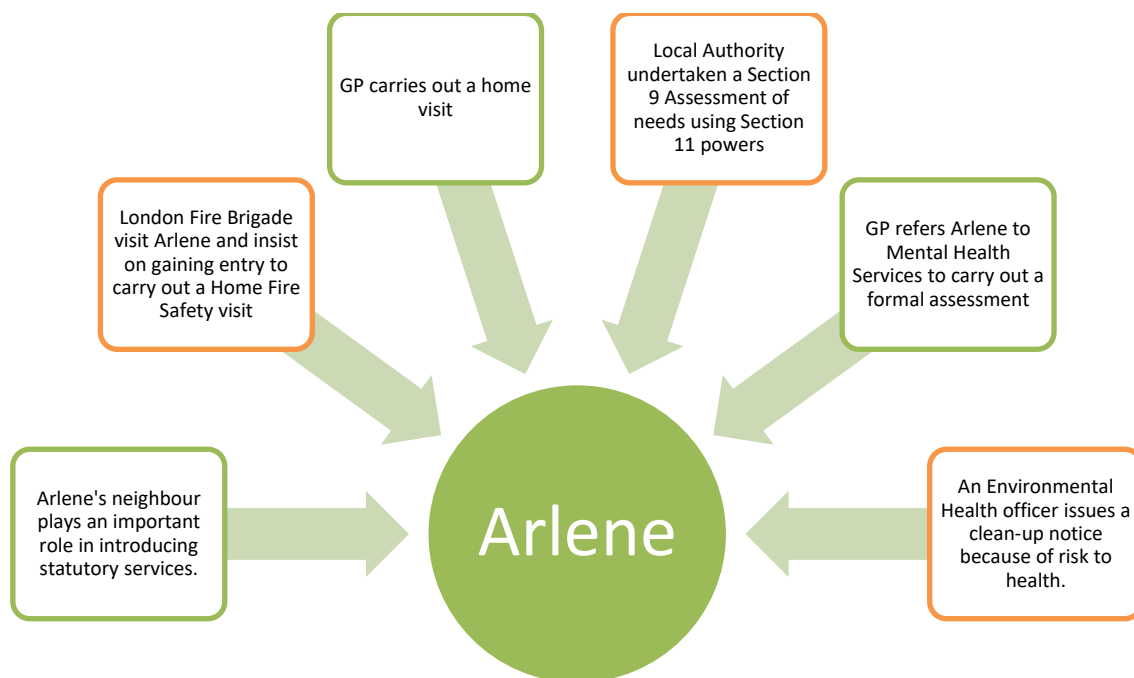 GP carries out a home
visit
Local Authority
undertaken a Section
9 Assessment of
needs using Section
11 powers
London Fire Brigade
visit Arlene and insist
on gaining entry to
carry out a Home Fire
Safety visit
GP refers Arlene to
Mental Health
Services to carry out a
formal assessment
Arlene's neighbour
plays an important
role in introducing
statutory services.
Arlene
An Environmental
Health officer issues a
clean-up notice
because of risk to
health.